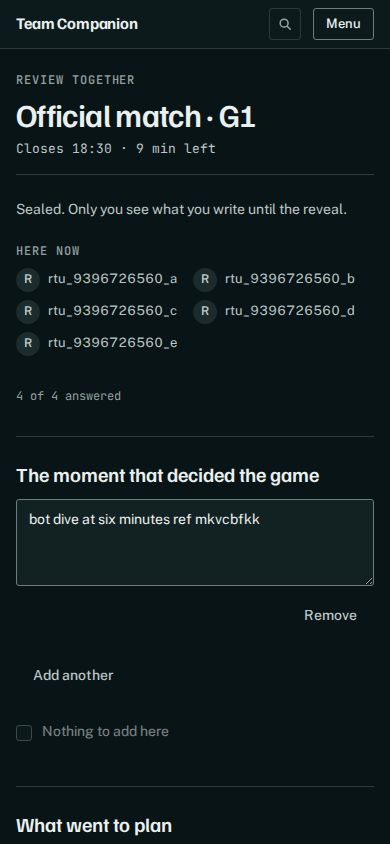 Team Companion
Menu
REVIEW TOGETHER
Official match · G1
Closes 18:30 · 9 min left
Sealed. Only you see what you write until the reveal.
HERE NOW
R rtu_9396726560_a R rtu_9396726560_b
R rtu_9396726560_c R rtu_9396726560_d
R rtu_9396726560_e
4 of 4 answered
The moment that decided the game
bot dive at six minutes ref mkvcbfkk
Remove
Add another
Nothing to add here
What went to plan